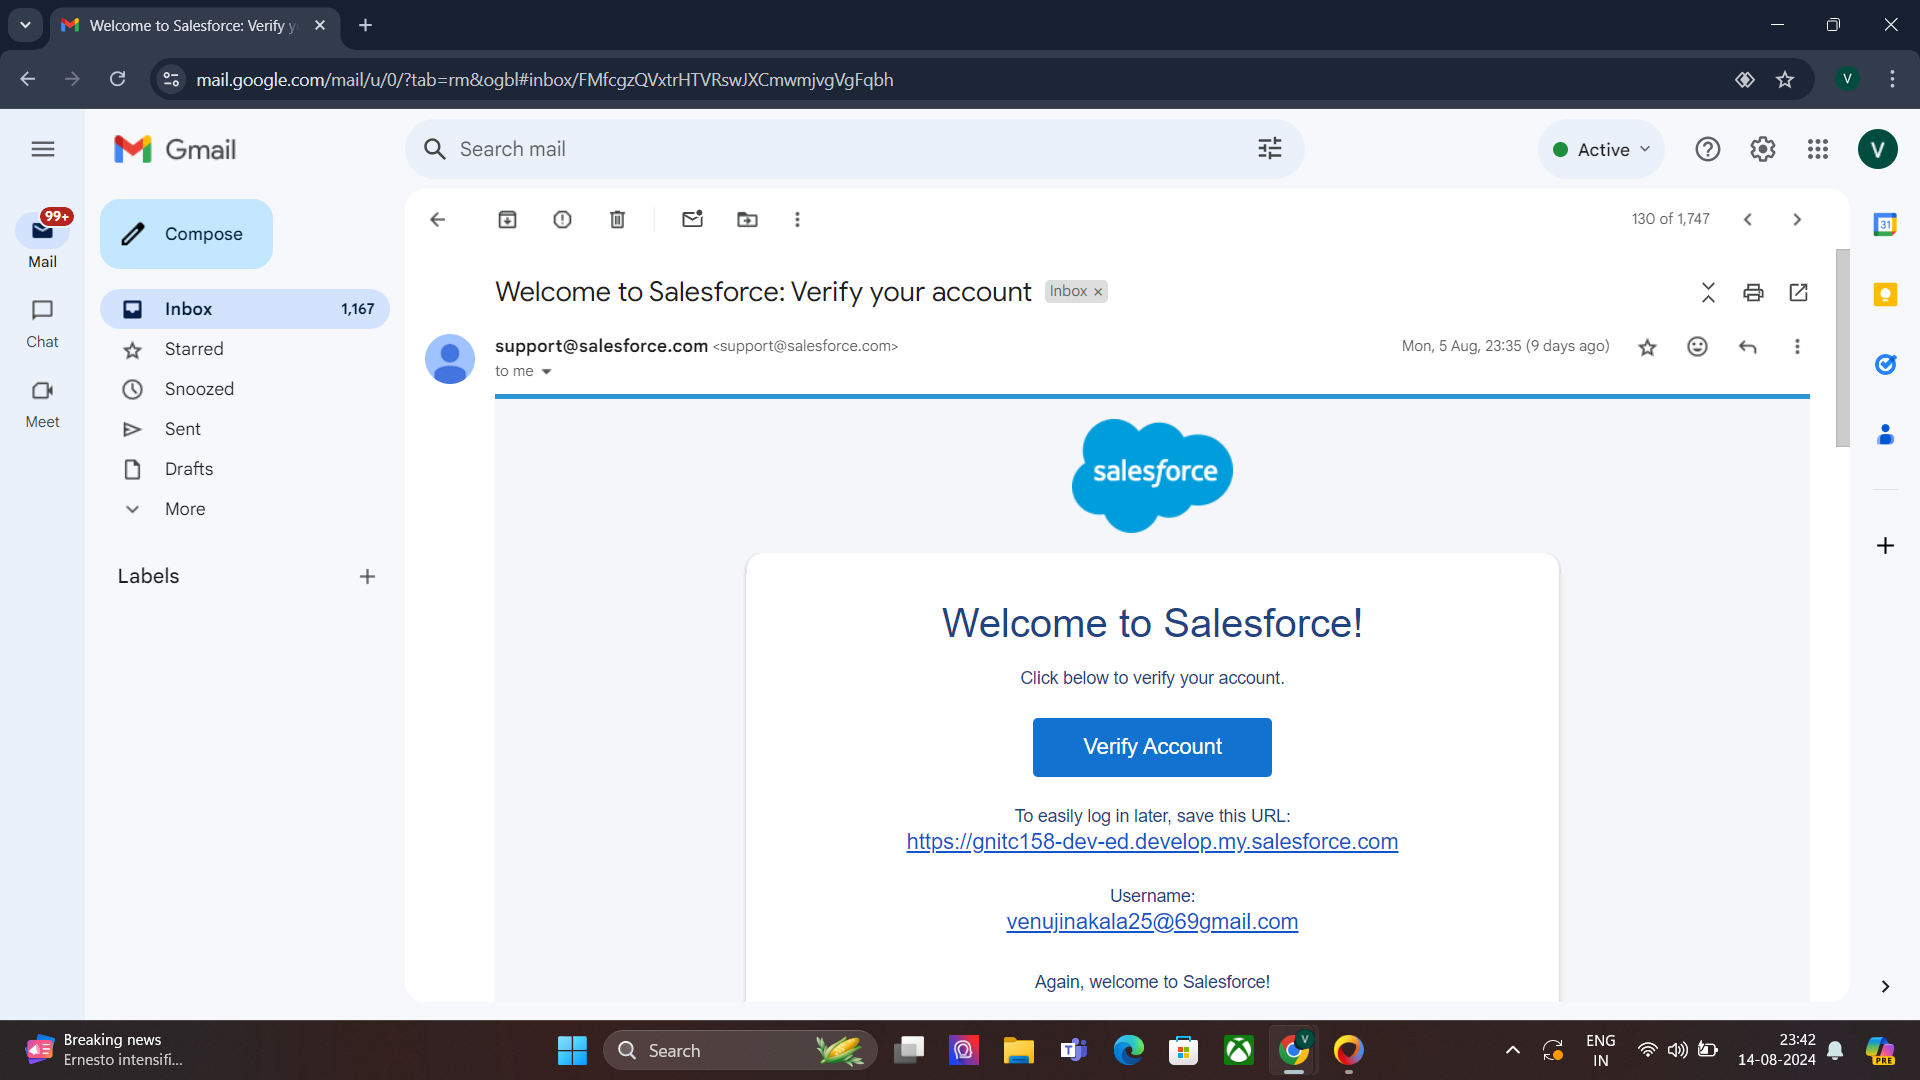 Welcome to Salesforce: Verify y
mail.google.com/mail/u/0/?tab=rm&ogbl#inbox/FMfcgzQVxtrHTVRswJXCmwmjvgVgFqbh
V
Gmail
Search mail
Active
V
99+
Mail
Compose
130 of 1,747
31
Inbox 1,167
Chat
Starred
Snoozed
Meet
Sent
Drafts
More
Labels
Welcome to Salesforce: Verify your account Inbox ×
support@salesforce.com <support@salesforce.com>
Mon, 5 Aug, 23:35 (9 days ago)
to me
salesforce
Welcome to Salesforce!
Click below to verify your account.
Verify Account
To easily log in later, save this URL:
https://gnitc158-dev-ed.develop.my.salesforce.com
Username:
venujinakala25@69gmail.com
Again, welcome to Salesforce!
Breaking news
Ernesto intensifi...
Search
V
ENG
IN
23:42
14-08-2024
PRE